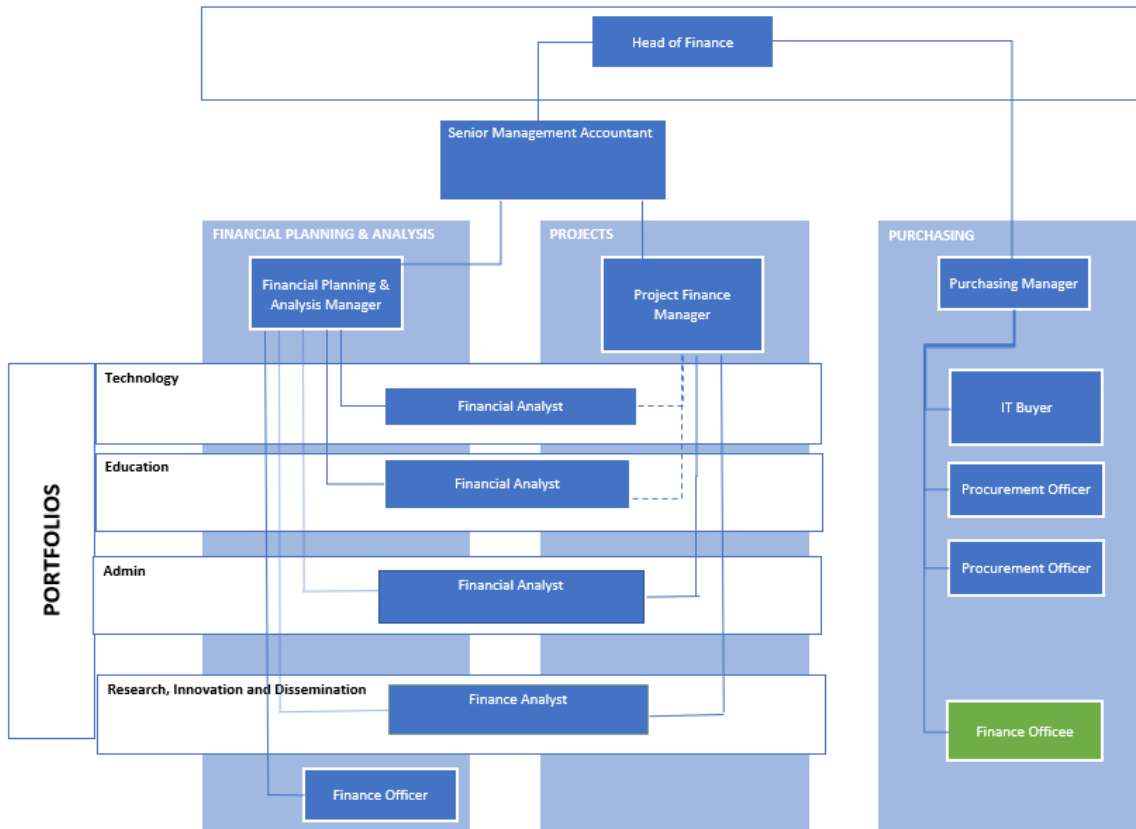 Head of Finance
Senior Management Accountant
FINANCIAL PLANNING & ANALYSIS
PROJECTS
PURCHASING
Financial Planning &
Analysis Manager
Project Finance
Manager
Purchasing Manager
PORTFOLIOS
Technology
Financial Analyst
IT Buyer
Education
Financial Analyst
Procurement Officer
Admin
Financial Analyst
Procurement Officer
Research, Innovation and Dissemination
Finance Analyst
Finance Officee
Finance Officer